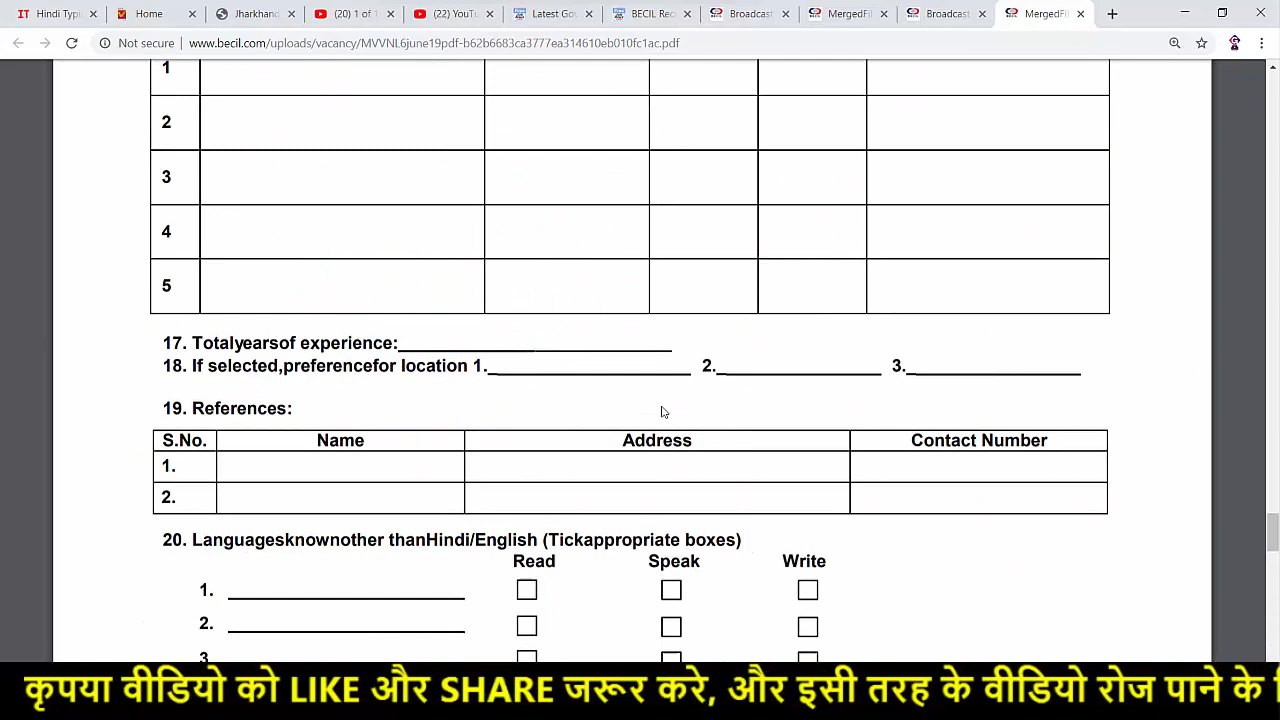 Hindi Typi
Home
Jharkhand
(20) 1 of 1
(22) YouTu
Latest Gov
BECIL Rec
Broadcast
MergedFil
Broadcast
MergedFil
Not secure
www.becil.com/uploads/vacancy/MVVNL6june19pdf-b62b6683ca3777ea314610eb010fc1ac.pdf
1
2
3
4
5
17. Totalyearsof experience:
18. If selected,preferencefor location 1. 2. 3.
19. References:
S.No. Name Address Contact Number
1.
2.
20. Languagesknownother thanHindi/English (Tickappropriate boxes)
Read Speak Write
1.
2.
3
कृपया वीडियो को LIKE और SHARE जरूर करे, और इसी तरह के वीडियो रोज पाने के